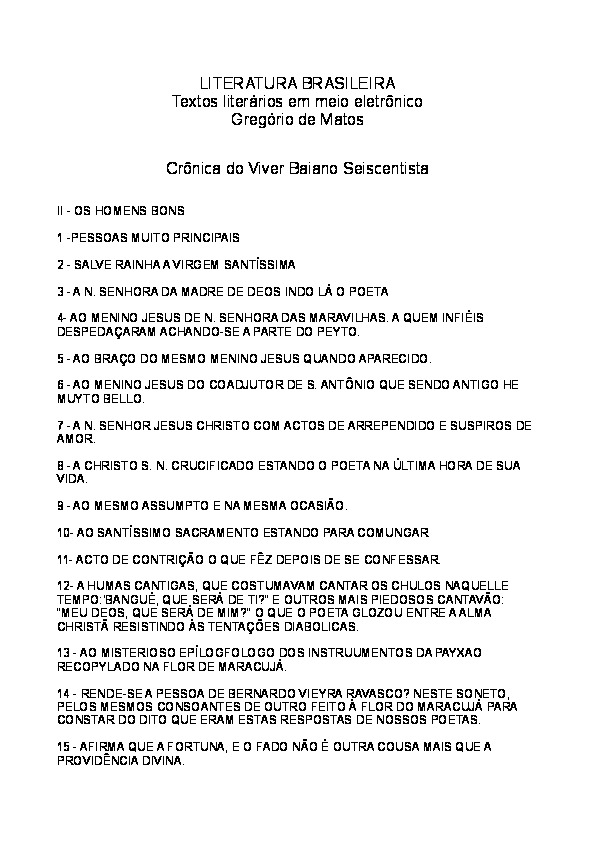 LITERATURA BRASILEIRA
Textos literários em meio eletrônico
Gregório de Matos
Crônica do Viver Baiano Seiscentista
II - OS HOMENS BONS
1 -PESSOAS MUITO PRINCIPAIS
2 - SALVE RAINHA A VIRGEM SANTÍSSIMA
3 - A N. SENHORA DA MADRE DE DEOS INDO LÁ O POETA
4- AO MENINO JESUS DE N. SENHORA DAS MARAVILHAS. A QUEM INFIÉIS
DESPEDAÇARAM ACHANDO-SE A PARTE DO PEYTO.
5 - AO BRAÇO DO MESMO MENINO JESUS QUANDO APARECIDO.
6 - AO MENINO JESUS DO COADJUTOR DE S. ANTÔNIO QUE SENDO ANTIGO HE
MUYTO BELLO.
7 - A N. SENHOR JESUS CHRISTO COM ACTOS DE ARREPENDIDO E SUSPIROS DE
AMOR.
8 - A CHRISTO S. N. CRUCIFICADO ESTANDO O POETA NA ÚLTIMA HORA DE SUA
VIDA.
9 - AO MESMO ASSUMPTO E NA MESMA OCASIÃO.
10- AO SANTÍSSIMO SACRAMENTO ESTANDO PARA COMUNGAR
11- ACTO DE CONTRIÇÃO O QUE FÊZ DEPOIS DE SE CONFESSAR.
12- A HUMAS CANTIGAS, QUE COSTUMAVAM CANTAR OS CHULOS NAQUELLE
TEMPO:"BANGUÉ, QUE SERÁ DE TI?" E OUTROS MAIS PIEDOSOS CANTAVÃO:
"MEU DEOS, QUE SERÁ DE MIM?" O QUE O POETA GLOZOU ENTRE A ALMA
CHRISTÃ RESISTINDO ÀS TENTAÇÕES DIABOLICAS.
13 - AO MISTERIOSO EPÍLOGFOLOGO DOS INSTRUUMENTOS DA PAYXAO
RECOPYLADO NA FLOR DE MARACUJÁ.
14 - RENDE-SE A PESSOA DE BERNARDO VIEYRA RAVASCO? NESTE SONETO,
PELOS MESMOS CONSOANTES DE OUTRO FEITO À FLOR DO MARACUJÁ PARA
CONSTAR DO DITO QUE ERAM ESTAS RESPOSTAS DE NOSSOS POETAS.
15 - AFIRMA QUE A FORTUNA, E O FADO NÃO É OUTRA COUSA MAIS QUE A
PROVIDÊNCIA DIVINA.